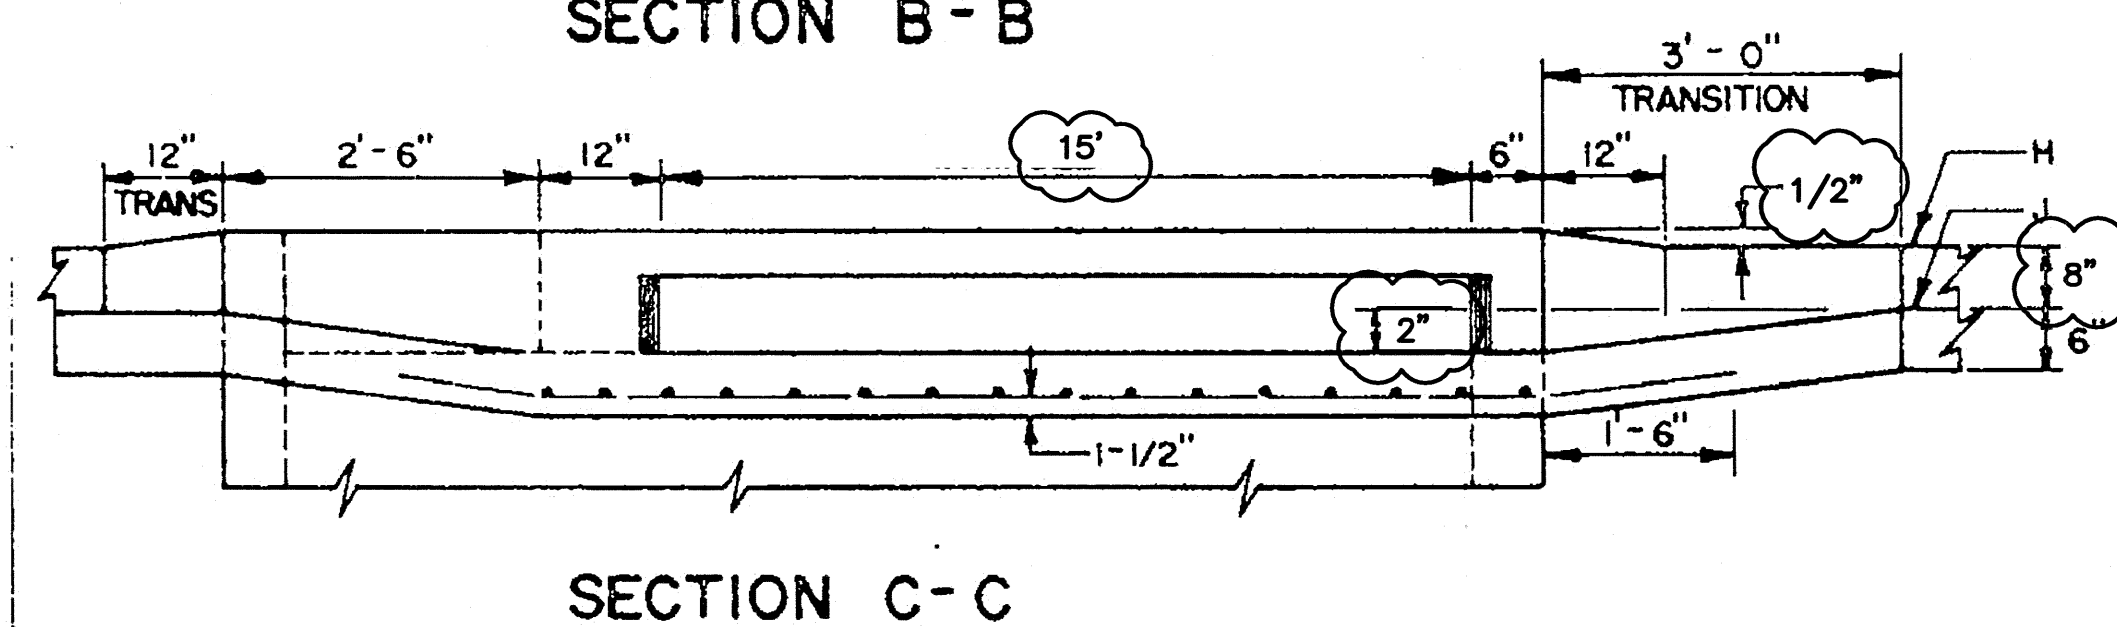 SECTION B-B
3'-0"
TRANSITION
12" 2'-6" 12" 15' 6" 12"
TRANS
1/2"
H
8"
2"
6"
1'-6"
1-1/2"
SECTION C-C